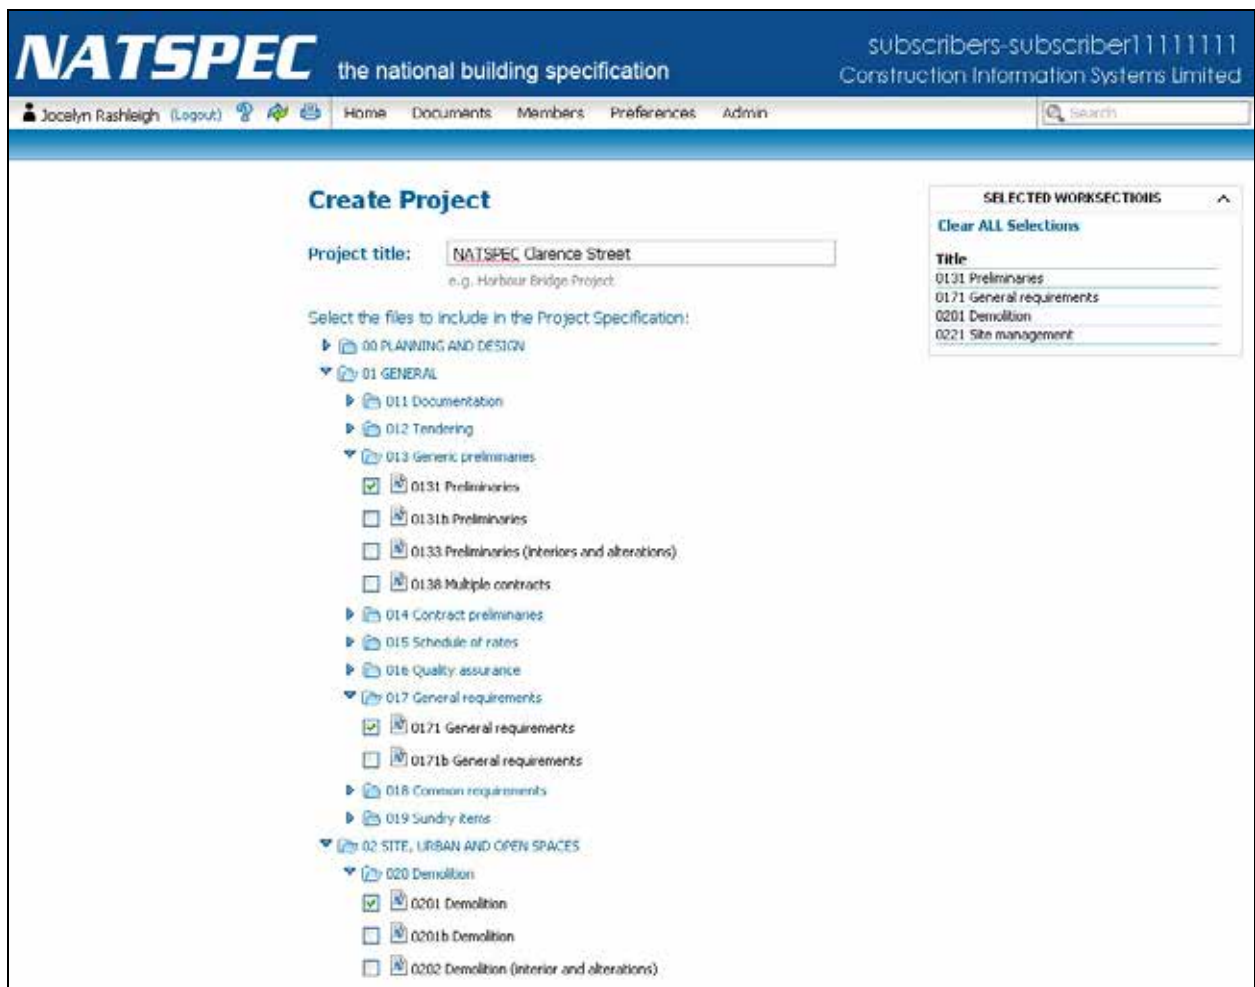 NATSPEC the national building specification
subscribers-subscriber11111111
Construction Information Systems Limited
Jocelyn Rashleigh (Logout) Home Documents Members Preferences Admin Search
Create Project
Project title: NATSPEC Clarence Street
e.g. Harbour Bridge Project
Select the files to include in the Project Specification:
00 PLANNING AND DESIGN
01 GENERAL
011 Documentation
012 Tendering
013 Generic preliminaries
0131 Preliminaries
0131b Preliminaries
0133 Preliminaries (interiors and alterations)
0138 Multiple contracts
014 Contract preliminaries
015 Schedule of rates
016 Quality assurance
017 General requirements
0171 General requirements
0171b General requirements
018 Common requirements
019 Sundry items
02 SITE, URBAN AND OPEN SPACES
020 Demolition
0201 Demolition
0201b Demolition
0202 Demolition (interior and alterations)
SELECTED WORKSECTIONS
Clear ALL Selections
Title
0131 Preliminaries
0171 General requirements
0201 Demolition
0221 Site management